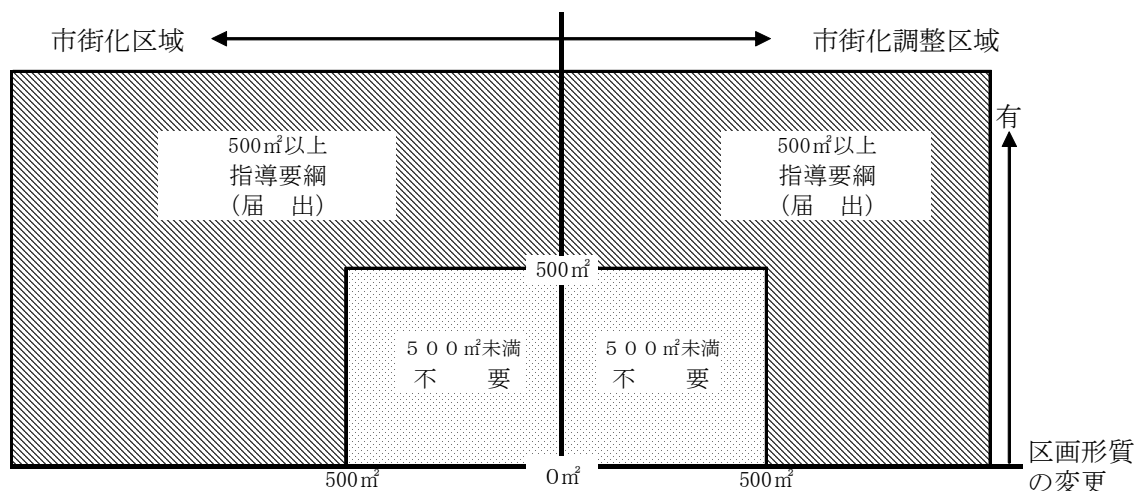 市街化区域
市街化調整区域
有
500㎡以上
指導要綱
(届　出)
500㎡以上
指導要綱
(届　出)
500㎡
５００㎡未満
不　　要
５００㎡未満
不　　要
500㎡
0㎡
500㎡
区画形質
の変更